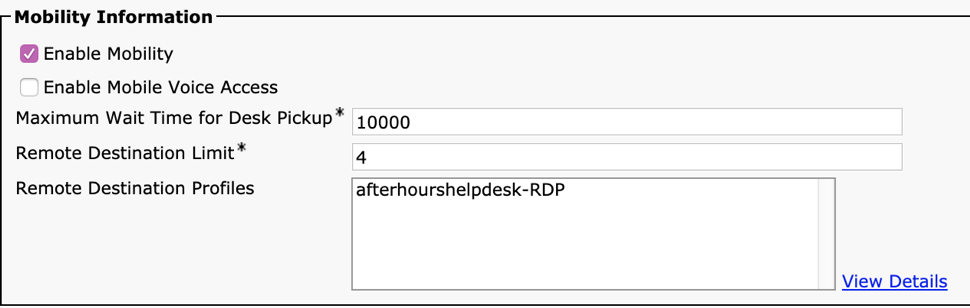 Mobility Information
Enable Mobility
Enable Mobile Voice Access
Maximum Wait Time for Desk Pickup* 10000
Remote Destination Limit* 4
Remote Destination Profiles afterhourshelpdesk-RDP
View Details